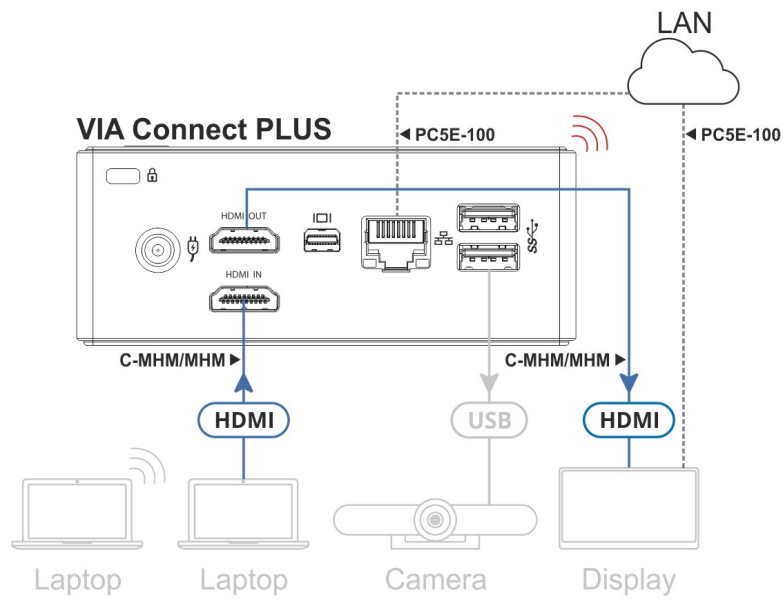 LAN
VIA Connect PLUS
PC5E-100
PC5E-100
HDMI OUT
HDMI IN
SS
C-MHM/MHM
C-MHM/MHM
HDMI
USB
HDMI
Laptop
Laptop
Camera
Display